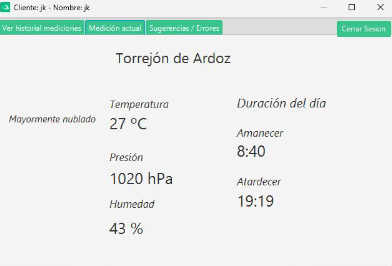 Cliente: jk - Nombre: jk
Ver historial mediciones
Medición actual
Sugerencias / Errores
Cerrar Sesion
Torrejón de Ardoz
Mayormente nublado
Temperatura
27 ºC
Presión
1020 hPa
Humedad
43 %
Duración del día
Amanecer
8:40
Atardecer
19:19